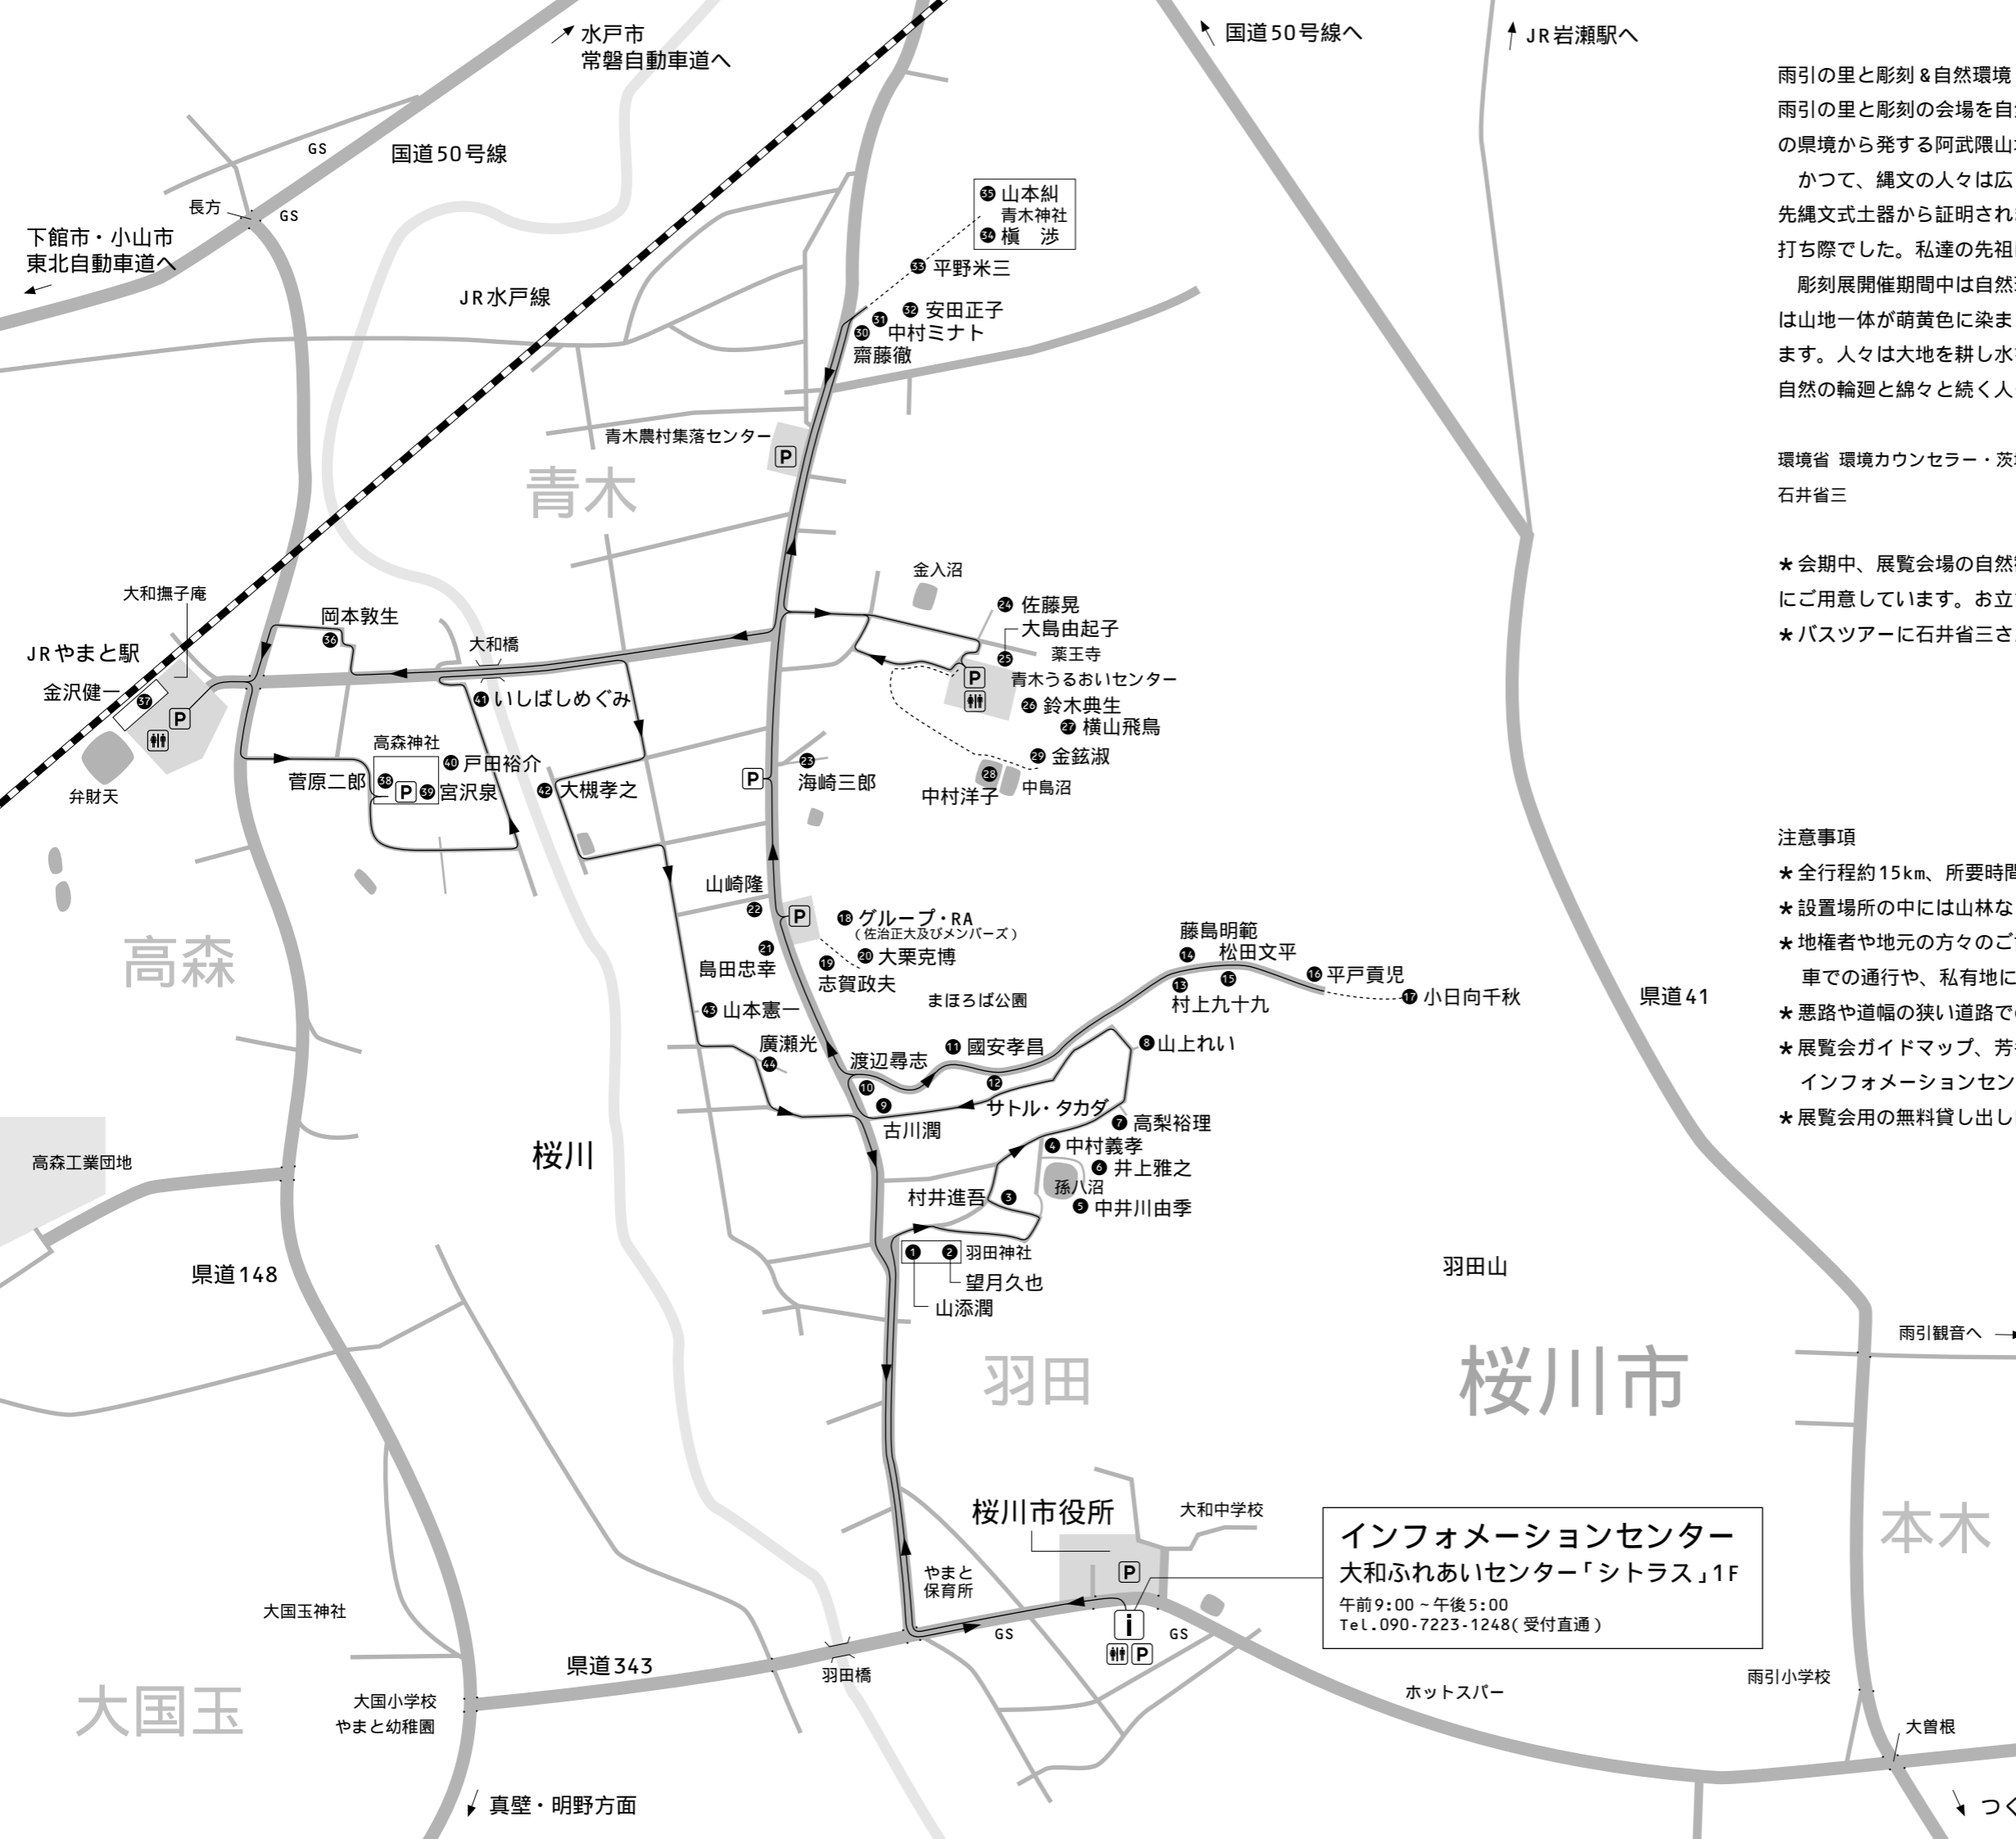 水戸市
常磐自動車道へ
国道50号線へ
JR岩瀬駅へ
GS
国道50号線
長方
GS
下館市・小山市
東北自動車道へ
JR水戸線
㉟ 山本糾
青木神社
㉞ 槇 渉
㉝ 平野米三
㉜ 安田正子
㉛ 中村ミナト
㉚
齋藤徹
青木農村集落センター
P
青木
金入沼
㉔ 佐藤晃
大島由起子
㉕
薬王寺
P
青木うるおいセンター
㉖ 鈴木典生
㉗ 横山飛鳥
㉙ 金鉉淑
㉘
中村洋子
中島沼
大和撫子庵
岡本敦生
㊱
大和橋
JRやまと駅
金沢健一
㊲
P
弁財天
㊶ いしばしめぐみ
高森神社
㊵ 戸田裕介
菅原二郎 ㊳
P
㊴ 宮沢泉
㊷ 大槻孝之
P
㉓
海崎三郎
高森
山崎隆
㉒
P
⑱ グループ・RA
(佐治正大及びメンバーズ)
㉑
島田忠幸
⑳ 大栗克博
⑲
志賀政夫
まほろば公園
藤島明範
⑭
松田文平
⑮
⑬
村上九十九
⑯ 平戸貢児
⑰ 小日向千秋
県道41
㊸ 山本憲一
廣瀬光
㊹
渡辺尋志
⑩
⑪ 國安孝昌
⑫
サトル・タカダ
⑧ 山上れい
⑨
古川潤
⑦ 高梨裕理
④ 中村義孝
⑥ 井上雅之
孫八沼
⑤ 中井川由季
村井進吾 ③
① ② 羽田神社
望月久也
山添潤
高森工業団地
桜川
県道148
羽田山
羽田
桜川市
雨引観音へ
本木
桜川市役所
大和中学校
P
やまと
保育所
インフォメーションセンター
大和ふれあいセンター「シトラス」1F
午前9:00~午後5:00
Tel.090-7223-1248(受付直通)
i
P
GS
GS
大国玉神社
県道343
羽田橋
大国小学校
やまと幼稚園
大国玉
真壁・明野方面
ホットスパー
雨引小学校
大曽根
つく
雨引の里と彫刻&自然環境
雨引の里と彫刻の会場を自
の県境から発する阿武隈山
かつて、縄文の人々は広
先縄文式土器から証明され
打ち際でした。私達の先祖
彫刻展開催期間中は自然
は山地一体が萌黄色に染ま
ます。人々は大地を耕し水
自然の輪廻と綿々と続く人
環境省 環境カウンセラー・茨
石井省三
★会期中、展覧会場の自然
にご用意しています。お立
★バスツアーに石井省三さ
注意事項
★全行程約15km、所要時間
★設置場所の中には山林な
★地権者や地元の方々のご
車での通行や、私有地に
★悪路や道幅の狭い道路で
★展覧会ガイドマップ、芳
インフォメーションセン
★展覧会用の無料貸し出し